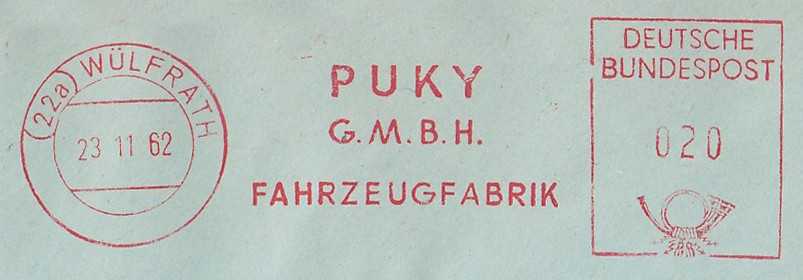 (22a) WÜLFRATH
23 11 62
PUKY
G.M.B.H.
FAHRZEUGFABRIK
DEUTSCHE
BUNDESPOST
020